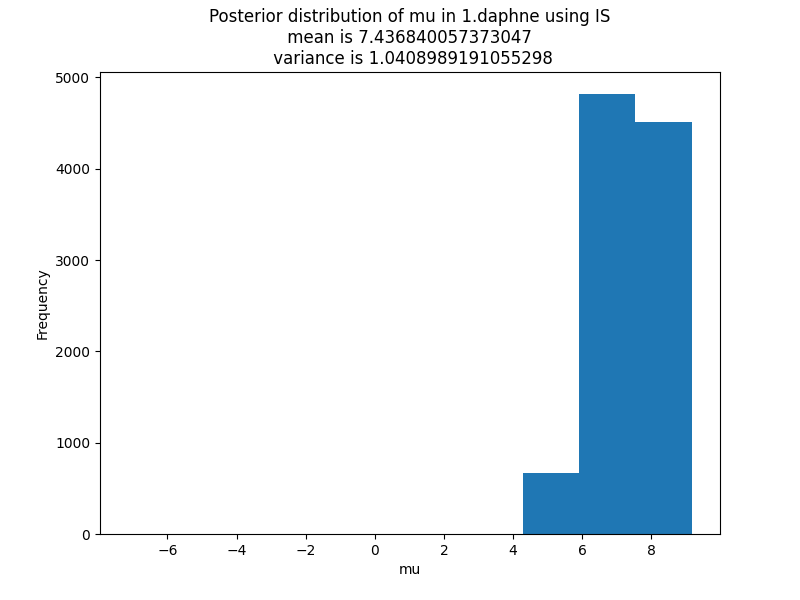 Posterior distribution of mu in 1.daphne using IS
mean is 7.436840057373047
variance is 1.0408989191055298
5000
4000
3000
2000
1000
0
Frequency
−6 −4 −2 0 2 4 6 8
mu